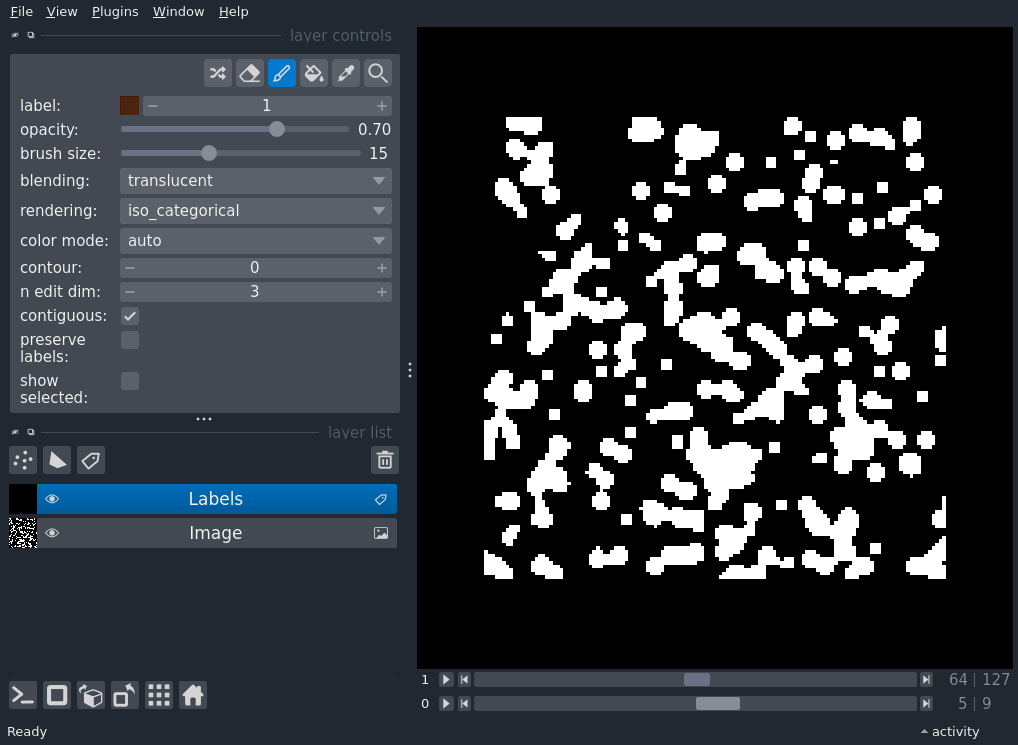 File View Plugins Window Help
layer controls
label: 1
opacity: 0.70
brush size: 15
blending: translucent
rendering: iso_categorical
color mode: auto
contour: 0
n edit dim: 3
contiguous:
preserve
labels:
show
selected:
layer list
Labels
Image
1 64 | 127
0 5 | 9
Ready activity